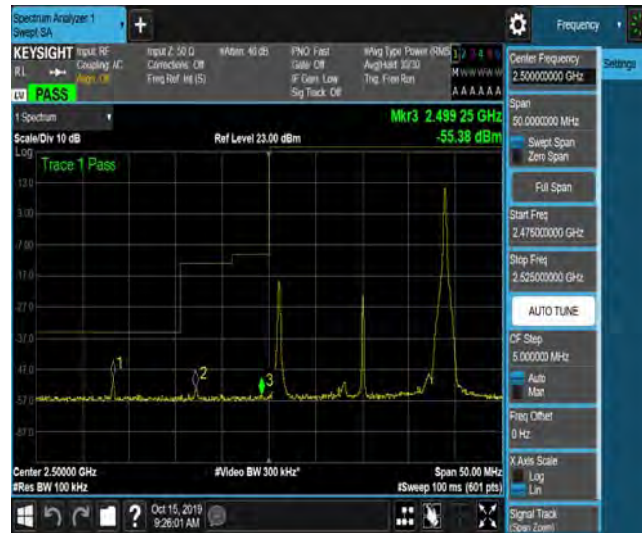 Spectrum Analyzer 1
Swept SA
+
Frequency
KEYSIGHT
Input: RF
Coupling: AC
Align: Off
Input Z: 50 Ω
Corrections: Off
Freq Ref: Int (S)
#Atten: 40 dB
PNO: Fast
Gate: Off
IF Gain: Low
Sig Track: Off
#Avg Type: Power (RMS
Avg|Hold: 30/30
Trig: Free Run
M W W W W W
A A A A A A
RL
LV PASS
1 Spectrum
Scale/Div 10 dB
Ref Level 23.00 dBm
Mkr3 2.499 25 GHz
-55.38 dBm
Log
Trace 1 Pass
13.0
3.00
-7.00
-17.0
-27.0
-37.0
-47.0
-57.0
-67.0
1
2
3
Center 2.50000 GHz
#Video BW 300 kHz*
Span 50.00 MHz
#Res BW 100 kHz
#Sweep 100 ms (601 pts)
?
Oct 15, 2019
9:26:01 AM
Center Frequency
2.500000000 GHz
Settings
Span
50.0000000 MHz
Swept Span
Zero Span
Full Span
Start Freq
2.475000000 GHz
Stop Freq
2.525000000 GHz
AUTO TUNE
CF Step
5.000000 MHz
Auto
Man
Freq Offset
0 Hz
X Axis Scale
Log
Lin
Signal Track
(Span Zoom)